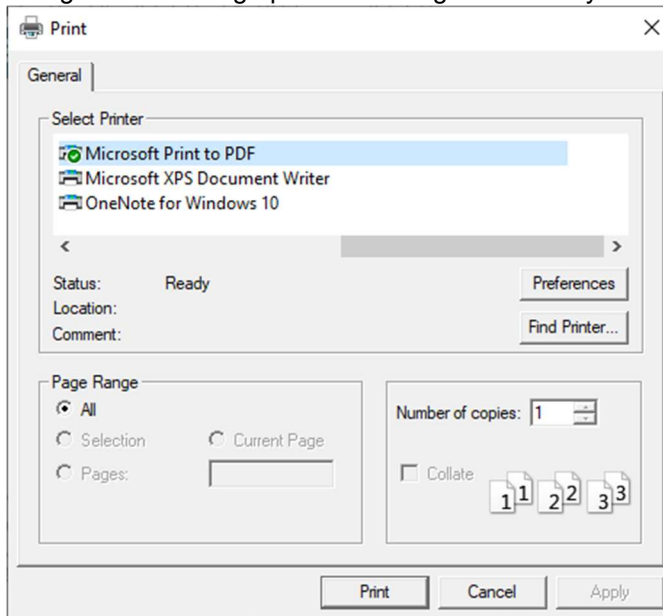 Print
General
Select Printer
Microsoft Print to PDF
Microsoft XPS Document Writer
OneNote for Windows 10
Status: Ready
Location:
Comment:
Preferences
Find Printer...
Page Range
All
Selection
Current Page
Pages:
Number of copies: 1
Collate
1 1 2 2 3 3
Print Cancel Apply